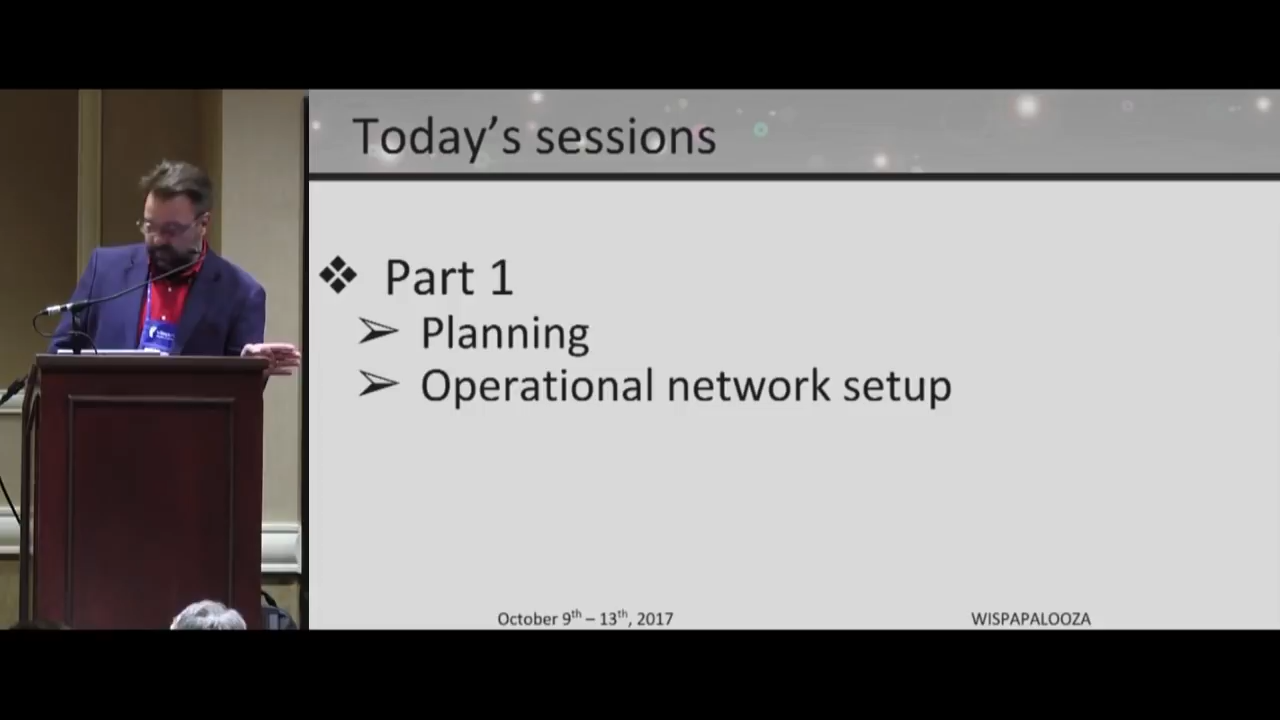 Today's sessions
Part 1
Planning
Operational network setup
October 9th – 13th, 2017
WISPAPALOOZA